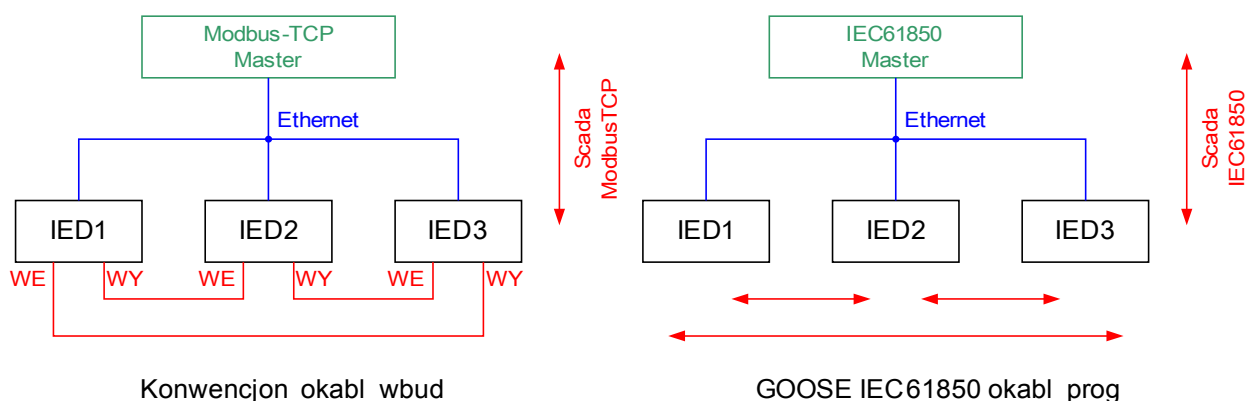 Modbus-TCP
Master
Ethernet
Scada
ModbusTCP
IED1
IED2
IED3
WE
WY
WE
WY
WE
WY
Konwencjon okabl wbud
IEC61850
Master
Ethernet
Scada
IEC61850
IED1
IED2
IED3
GOOSE IEC61850 okabl prog